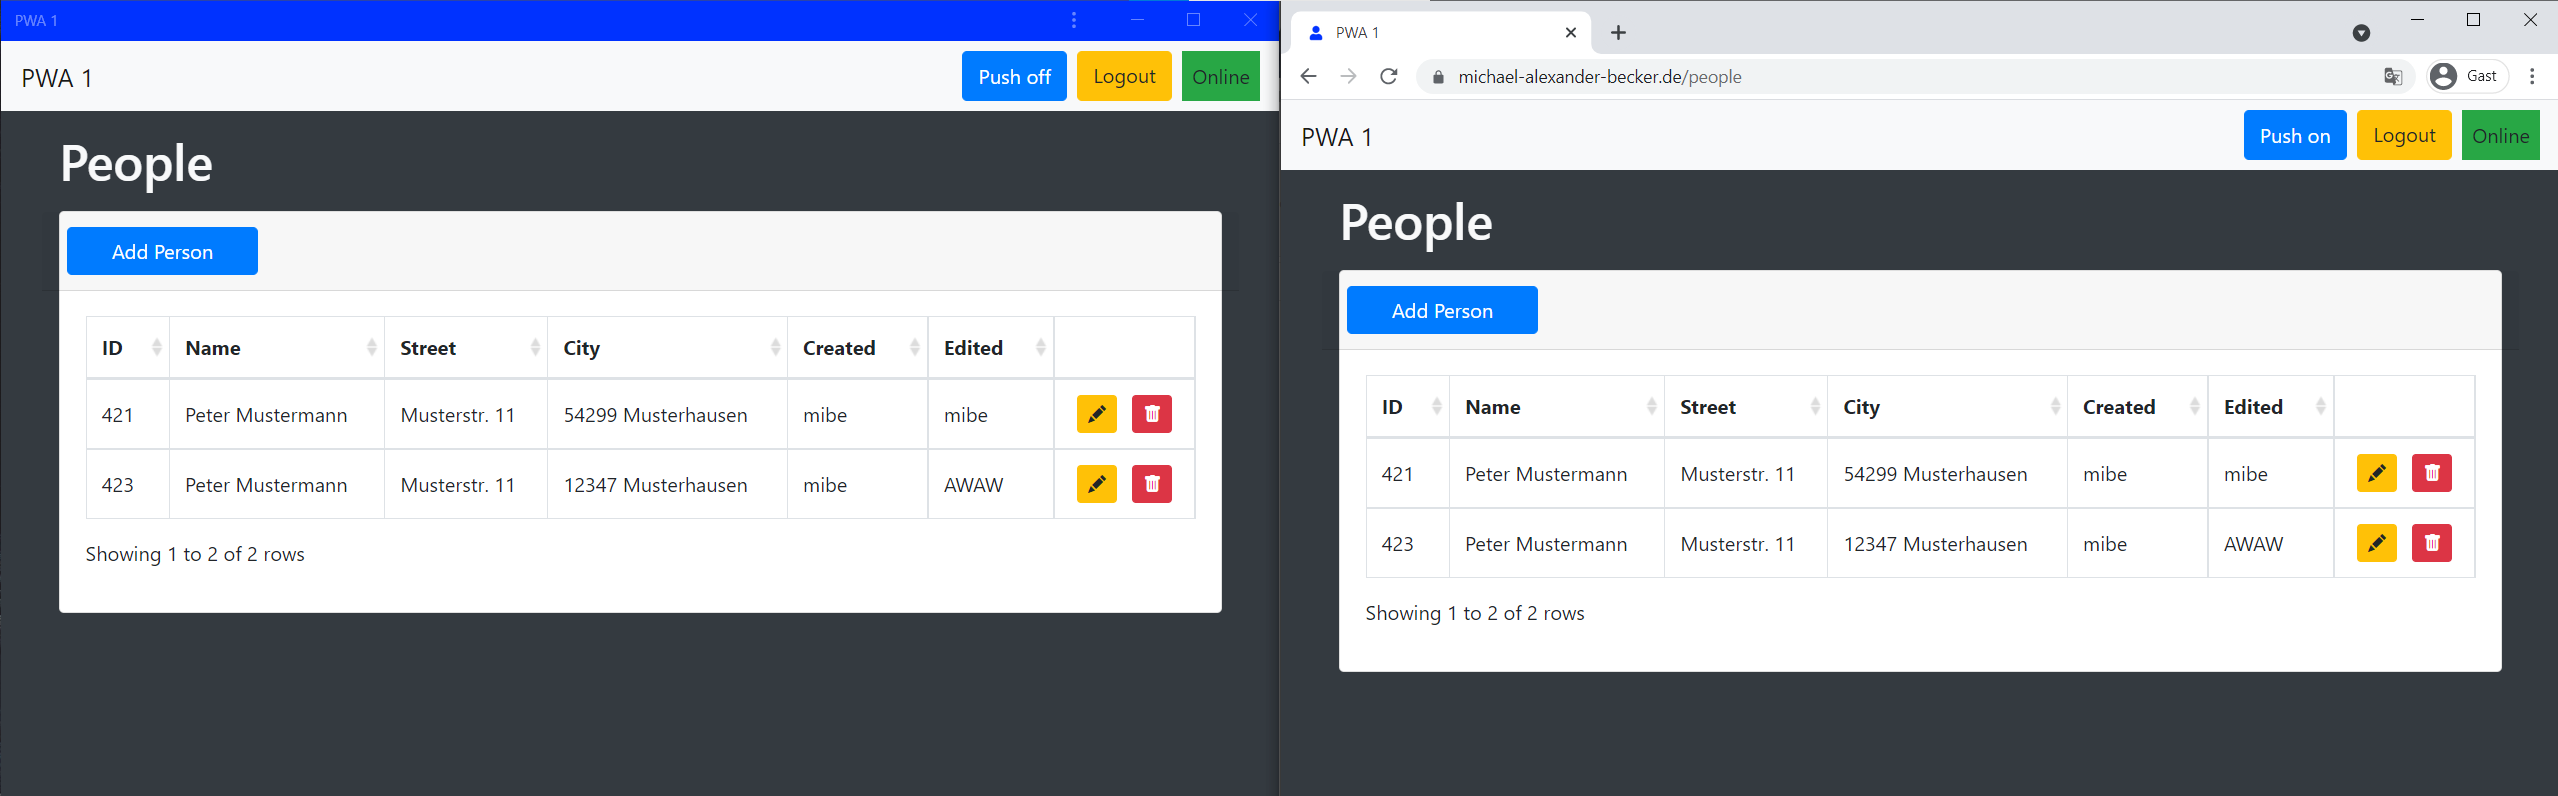 PWA 1
PWA 1
Push off Logout Online
People
Add Person
ID Name Street City Created Edited
421 Peter Mustermann Musterstr. 11 54299 Musterhausen mibe mibe
423 Peter Mustermann Musterstr. 11 12347 Musterhausen mibe AWAW
Showing 1 to 2 of 2 rows
PWA 1
michael-alexander-becker.de/people Gast
PWA 1
Push on Logout Online
People
Add Person
ID Name Street City Created Edited
421 Peter Mustermann Musterstr. 11 54299 Musterhausen mibe mibe
423 Peter Mustermann Musterstr. 11 12347 Musterhausen mibe AWAW
Showing 1 to 2 of 2 rows